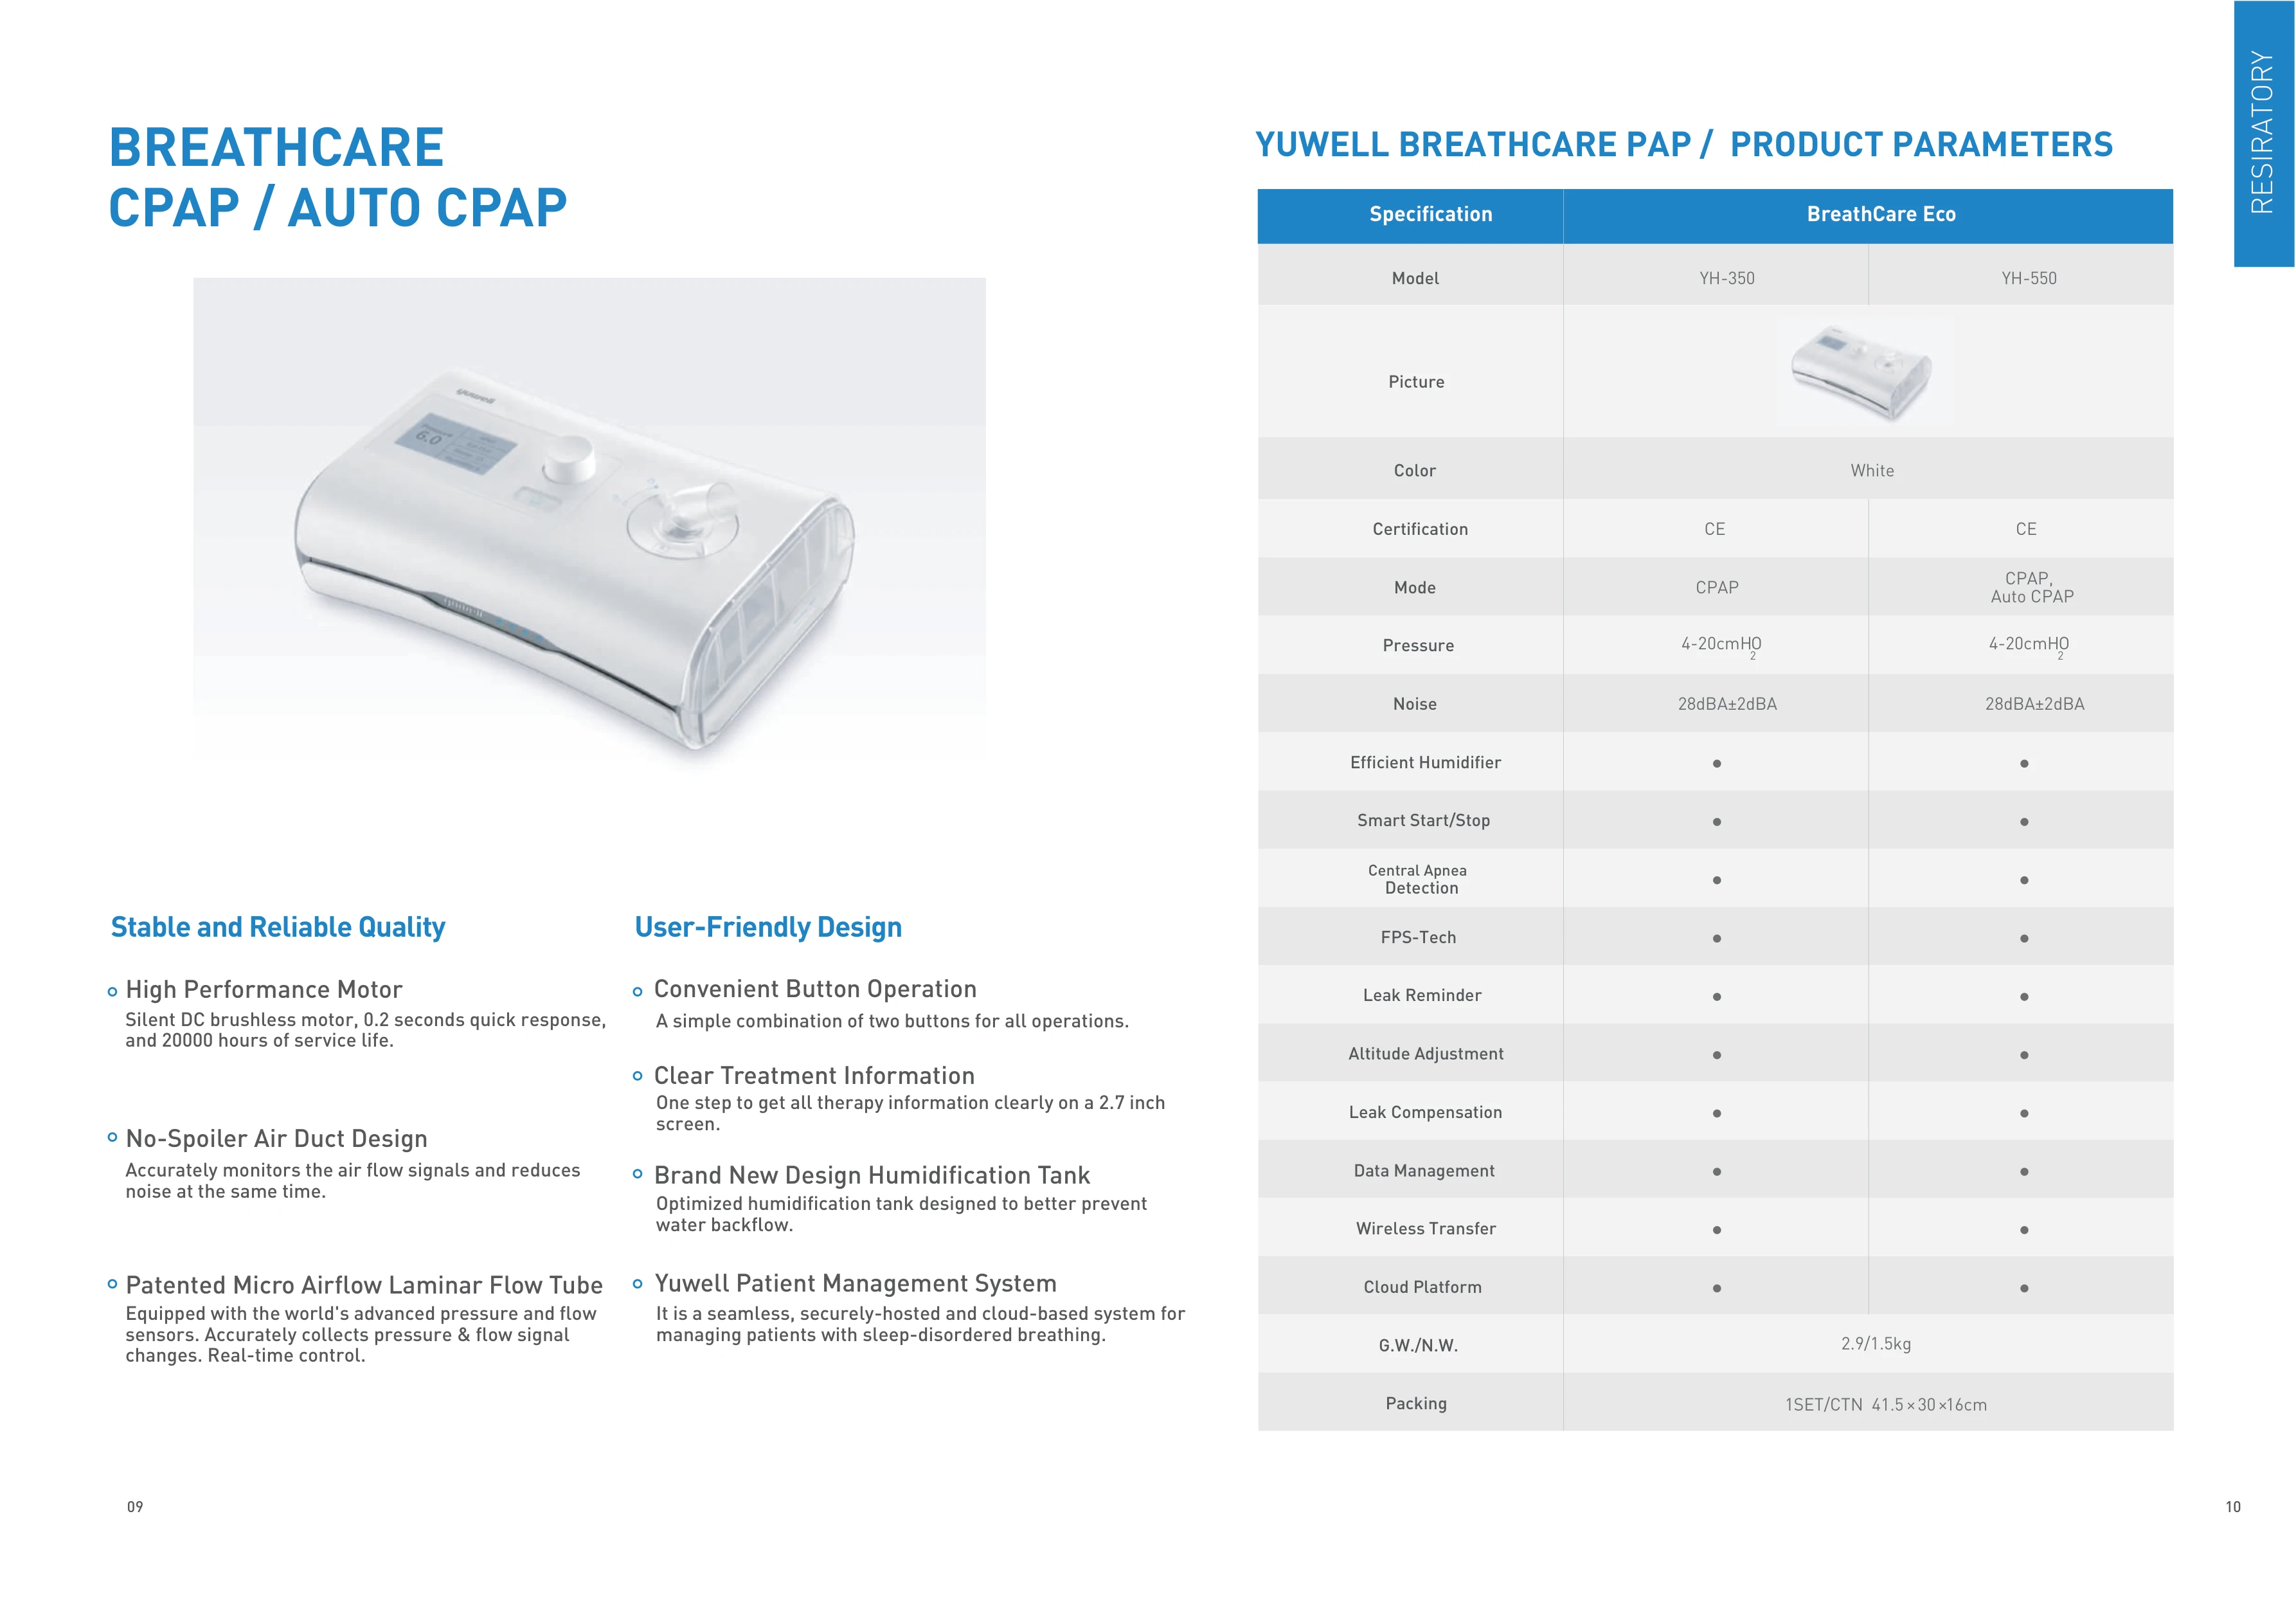 BREATHCARE
CPAP / AUTO CPAP
yuwell
6.0
Stable and Reliable Quality
High Performance Motor
Silent DC brushless motor, 0.2 seconds quick response,
and 20000 hours of service life.
No-Spoiler Air Duct Design
Accurately monitors the air flow signals and reduces
noise at the same time.
Patented Micro Airflow Laminar Flow Tube
Equipped with the world's advanced pressure and flow
sensors. Accurately collects pressure & flow signal
changes. Real-time control.
User-Friendly Design
Convenient Button Operation
A simple combination of two buttons for all operations.
Clear Treatment Information
One step to get all therapy information clearly on a 2.7 inch
screen.
Brand New Design Humidification Tank
Optimized humidification tank designed to better prevent
water backflow.
Yuwell Patient Management System
It is a seamless, securely-hosted and cloud-based system for
managing patients with sleep-disordered breathing.
09
YUWELL BREATHCARE PAP / PRODUCT PARAMETERS
Specification BreathCare Eco
Model YH-350 YH-550
Picture
Color White
Certification CE CE
Mode CPAP CPAP,
Auto CPAP
Pressure 4-20cmH₂O 4-20cmH₂O
Noise 28dBA±2dBA 28dBA±2dBA
Efficient Humidifier ● ●
Smart Start/Stop ● ●
Central Apnea
Detection ● ●
FPS-Tech ● ●
Leak Reminder ● ●
Altitude Adjustment ● ●
Leak Compensation ● ●
Data Management ● ●
Wireless Transfer ● ●
Cloud Platform ● ●
G.W./N.W. 2.9/1.5kg
Packing 1SET/CTN 41.5×30×16cm
RESIRATORY
10